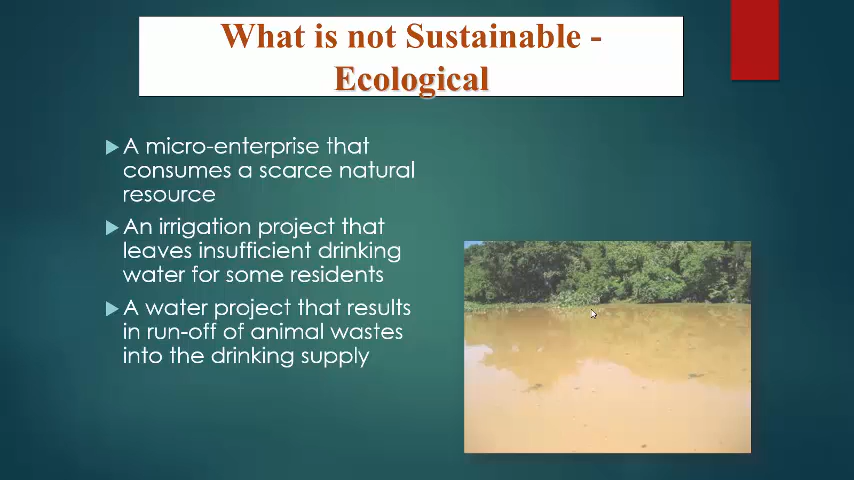 What is not Sustainable -
Ecological
A micro-enterprise that
consumes a scarce natural
resource
An irrigation project that
leaves insufficient drinking
water for some residents
A water project that results
in run-off of animal wastes
into the drinking supply